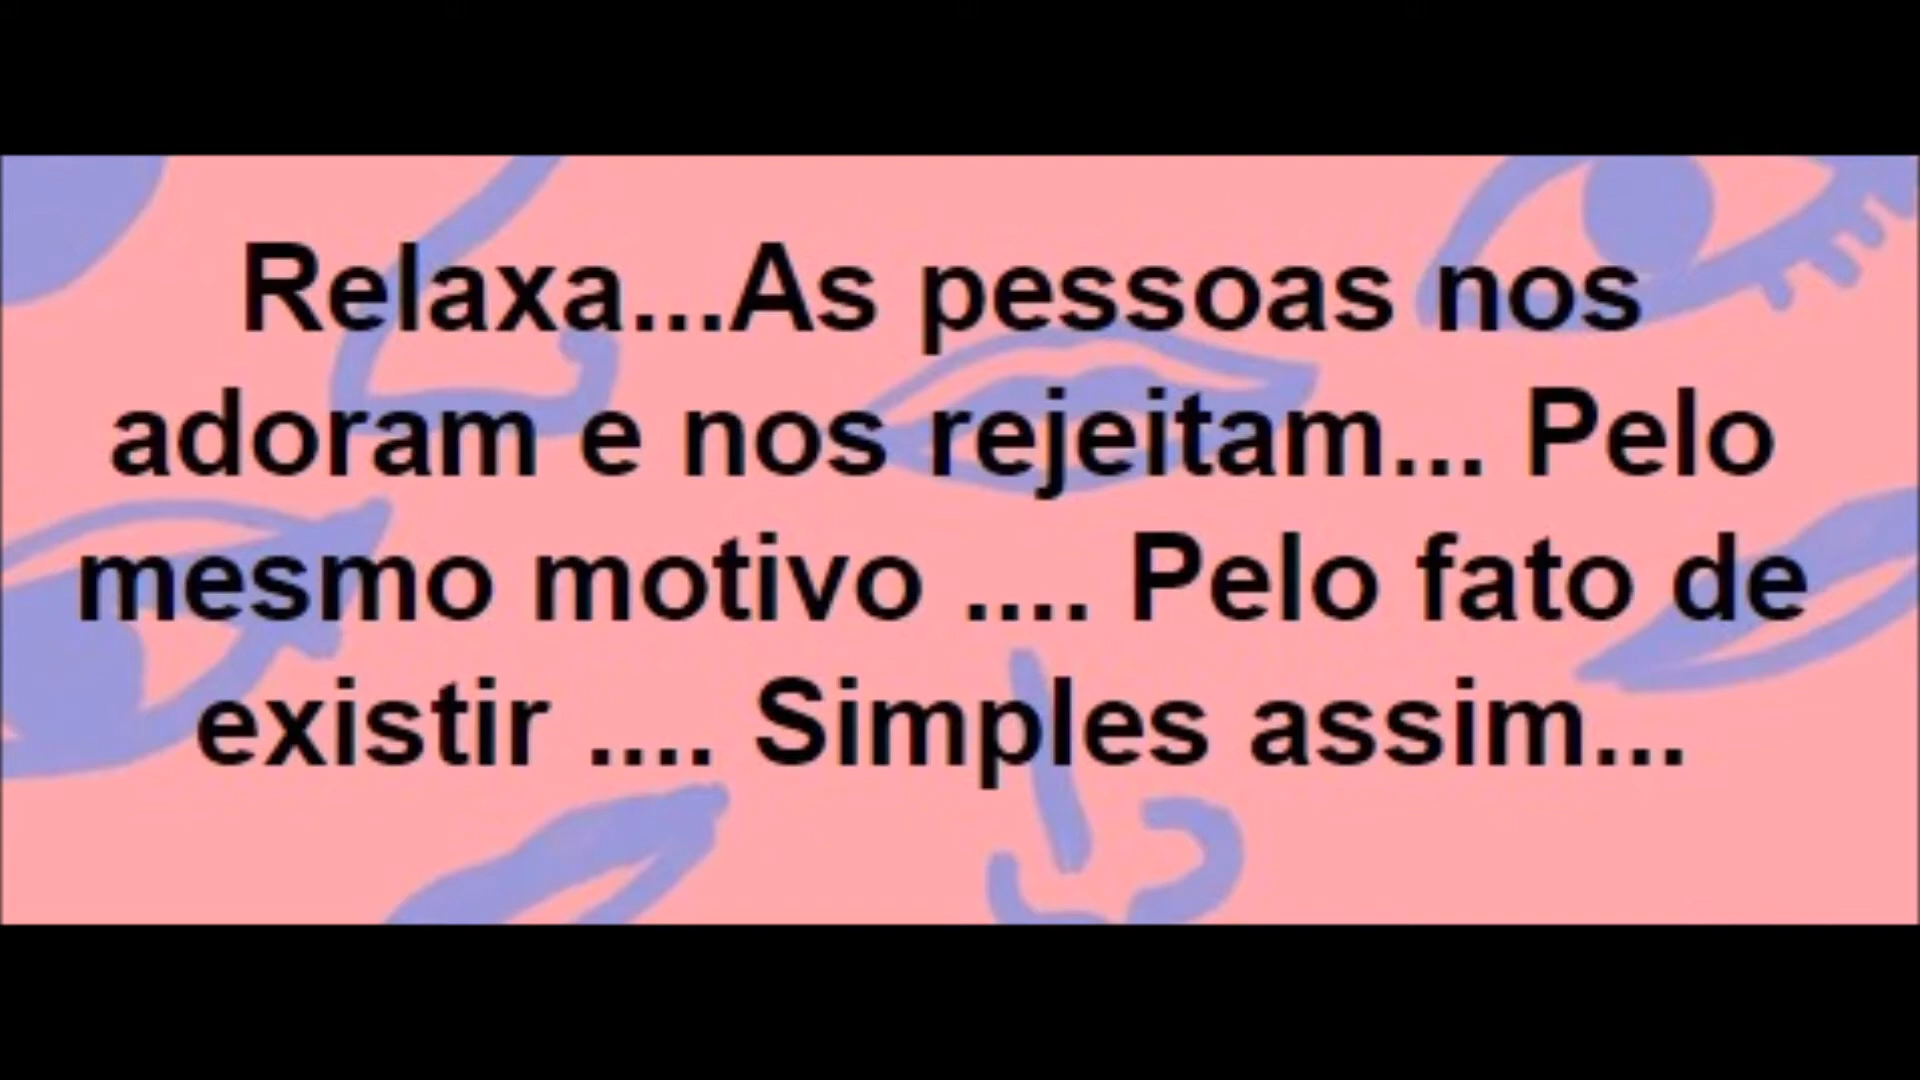 Relaxa...As pessoas nos
adoram e nos rejeitam... Pelo
mesmo motivo .... Pelo fato de
existir .... Simples assim...